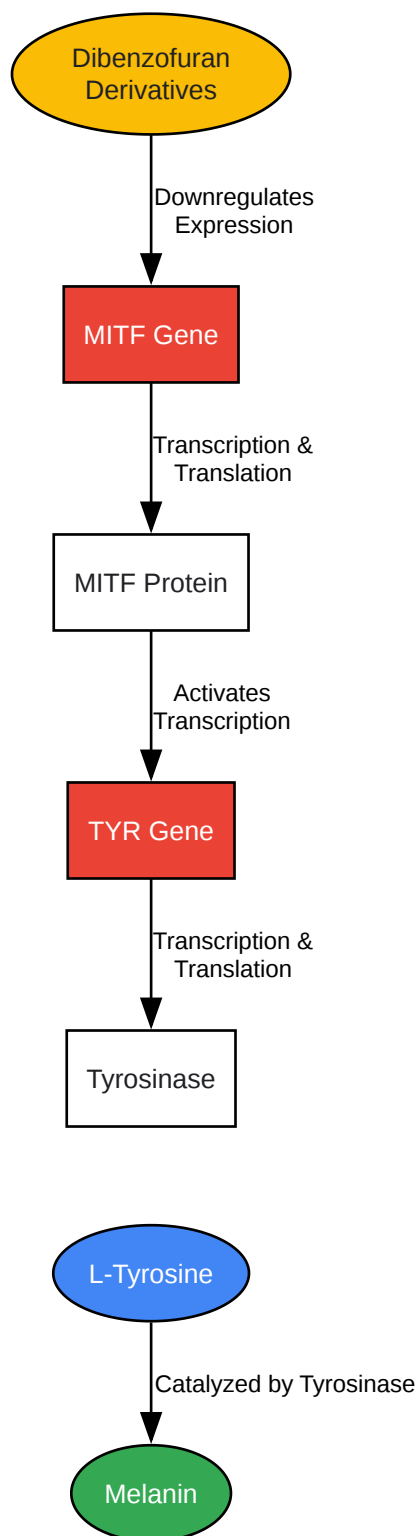 Dibenzofuran
Derivatives
Downregulates
Expression
MITF Gene
Transcription &
Translation
MITF Protein
Activates
Transcription
TYR Gene
Transcription &
Translation
Tyrosinase
L-Tyrosine
Catalyzed by Tyrosinase
Melanin